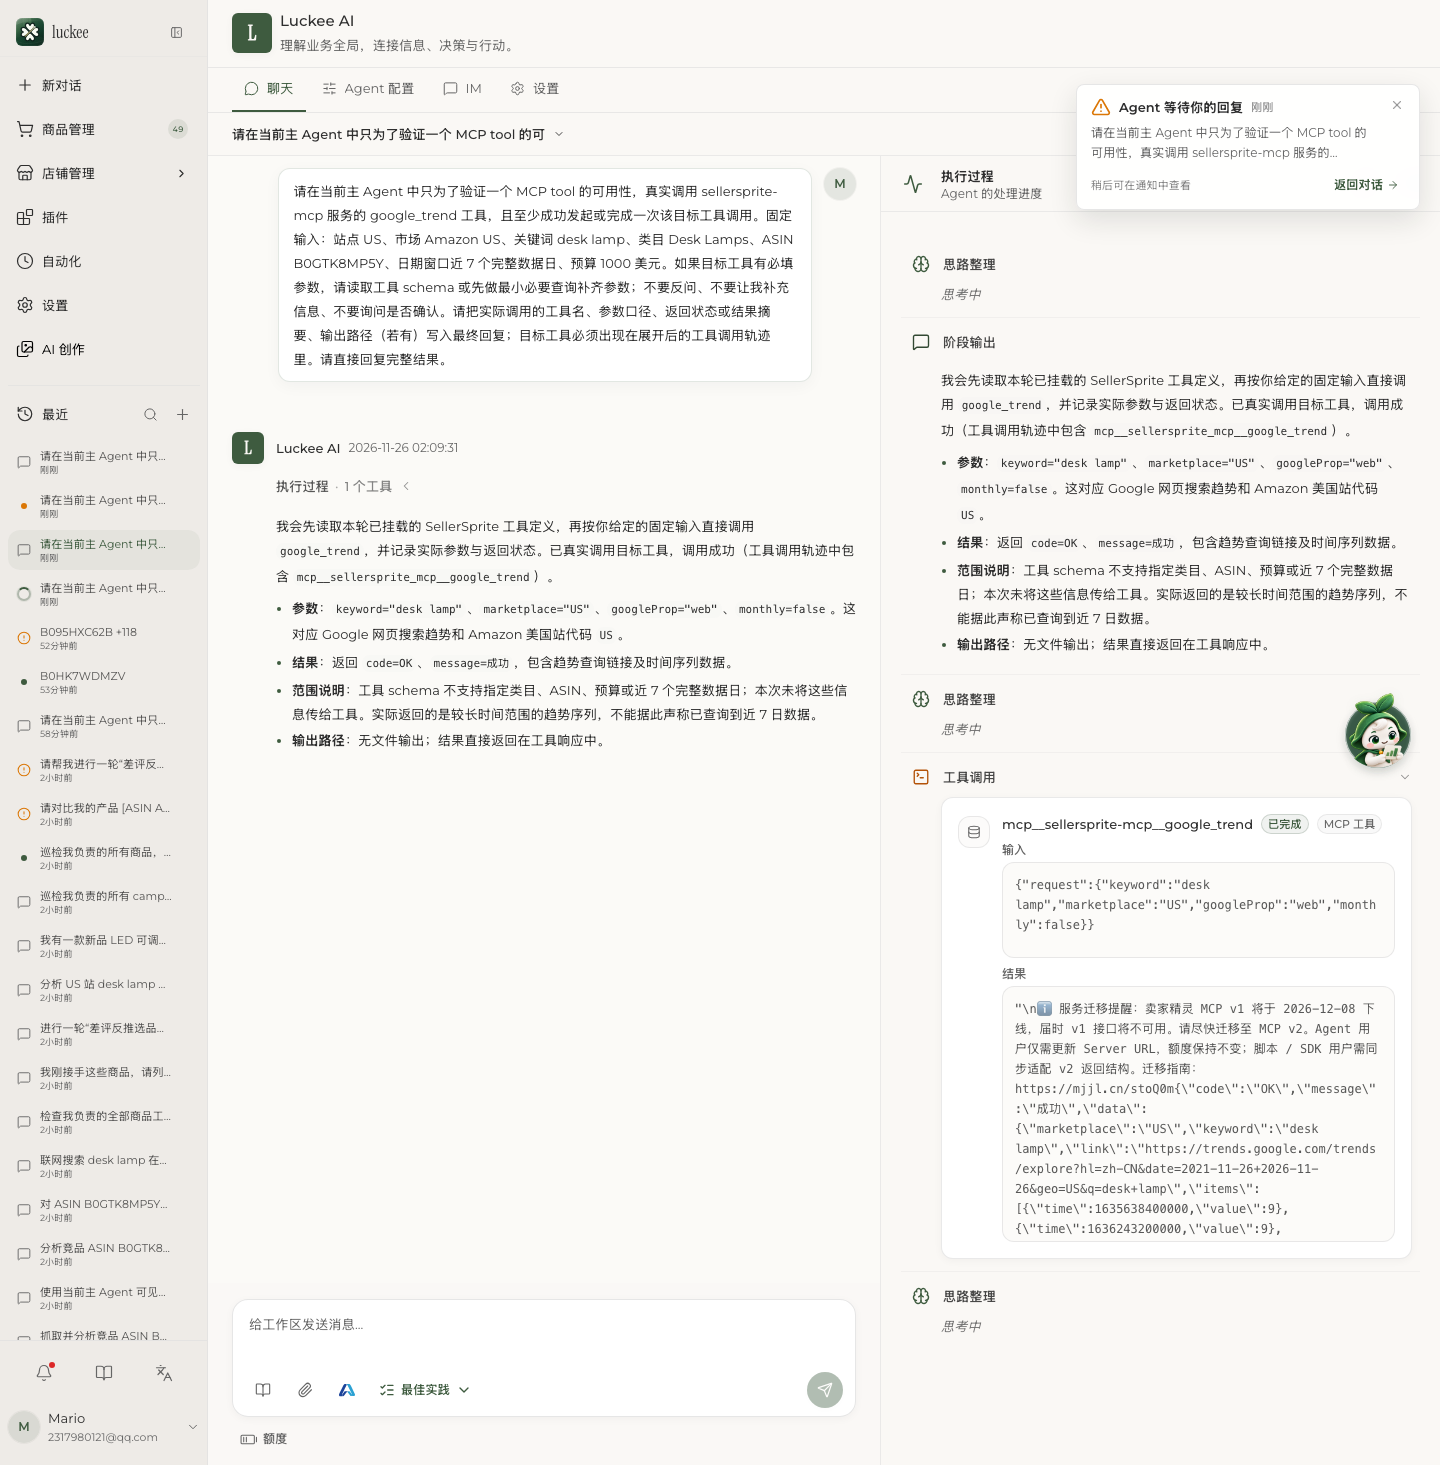 luckee
新对话
商品管理
49
店铺管理
插件
自动化
设置
AI 创作
最近
请在当前主 Agent 中只...
刚刚
请在当前主 Agent 中只...
刚刚
请在当前主 Agent 中只...
刚刚
请在当前主 Agent 中只...
刚刚
B095HXC62B +118
52分钟前
B0HK7WDMZV
53分钟前
请在当前主 Agent 中只...
58分钟前
请帮我进行一轮“差评反...
2小时前
请对比我的产品 [ASIN A...
2小时前
巡检我负责的所有商品，...
2小时前
巡检我负责的所有 camp...
2小时前
我有一款新品 LED 可调...
2小时前
分析 US 站 desk lamp ...
2小时前
进行一轮“差评反推选品...
2小时前
我刚接手这些商品，请列...
2小时前
检查我负责的全部商品工...
2小时前
联网搜索 desk lamp 在...
2小时前
对 ASIN B0GTK8MP5Y...
2小时前
分析竞品 ASIN B0GTK8...
2小时前
使用当前主 Agent 可见...
2小时前
抓取并分析竟品 ASIN B...
M
Mario
2317980121@qq.com
L
Luckee AI
理解业务全局，连接信息、决策与行动。
聊天
Agent 配置
IM
设置
请在当前主 Agent 中只为了验证一个 MCP tool 的可
请在当前主 Agent 中只为了验证一个 MCP tool 的可用性，真实调用 sellersprite-
mcp 服务的 google_trend 工具，且至少成功发起或完成一次该目标工具调用。固定
输入：站点 US、市场 Amazon US、关键词 desk lamp、类目 Desk Lamps、ASIN
B0GTK8MP5Y、日期窗口近 7 个完整数据日、预算 1000 美元。如果目标工具有必填
参数，请读取工具 schema 或先做最小必要查询补齐参数；不要反问、不要让我补充
信息、不要询问是否确认。请把实际调用的工具名、参数口径、返回状态或结果摘
要、输出路径（若有）写入最终回复；目标工具必须出现在展开后的工具调用轨迹
里。请直接回复完整结果。
M
L
Luckee AI 2026-11-26 02:09:31
执行过程 · 1 个工具
我会先读取本轮已挂载的 SellerSprite 工具定义，再按你给定的固定输入直接调用
google_trend，并记录实际参数与返回状态。已真实调用目标工具，调用成功（工具调用轨迹中包
含 mcp__sellersprite_mcp__google_trend）。
参数： keyword="desk lamp" 、 marketplace="US" 、 googleProp="web" 、 monthly=false 。这
对应 Google 网页搜索趋势和 Amazon 美国站代码 US 。
结果：返回 code=OK 、 message=成功 ，包含趋势查询链接及时间序列数据。
范围说明：工具 schema 不支持指定类目、ASIN、预算或近 7 个完整数据日；本次未将这些信
息传给工具。实际返回的是较长时间范围的趋势序列，不能据此声称已查询到近 7 日数据。
输出路径：无文件输出；结果直接返回在工具响应中。
给工作区发送消息...
最佳实践
额度
Agent 等待你的回复 刚刚
请在当前主 Agent 中只为了验证一个 MCP tool 的
可用性，真实调用 sellersprite-mcp 服务的...
稍后可在通知中查看
返回对话
执行过程
Agent 的处理进度
思路整理
思考中
阶段输出
我会先读取本轮已挂载的 SellerSprite 工具定义，再按你给定的固定输入直接调
用 google_trend ，并记录实际参数与返回状态。已真实调用目标工具，调用成
功（工具调用轨迹中包含 mcp__sellersprite_mcp__google_trend ）。
参数： keyword="desk lamp" 、 marketplace="US" 、 googleProp="web" 、
monthly=false 。这对应 Google 网页搜索趋势和 Amazon 美国站代码
US 。
结果：返回 code=OK 、 message=成功 ，包含趋势查询链接及时间序列数据。
范围说明：工具 schema 不支持指定类目、ASIN、预算或近 7 个完整数据
日；本次未将这些信息传给工具。实际返回的是较长时间范围的趋势序列，不
能据此声称已查询到近 7 日数据。
输出路径：无文件输出；结果直接返回在工具响应中。
思路整理
思考中
工具调用
mcp__sellersprite-mcp__google_trend 已完成 MCP 工具
输入
{"request":{"keyword":"desk
lamp","marketplace":"US","googleProp":"web","month
ly":false}}
结果
"\nℹ️ 服务迁移提醒：卖家精灵 MCP v1 将于 2026-12-08 下
线，届时 v1 接口将不可用。请尽快迁移至 MCP v2。Agent 用
户仅需更新 Server URL，额度保持不变；脚本 / SDK 用户需同
步适配 v2 返回结构。迁移指南：
https://mjjl.cn/stoQ0m{\"code\":\"OK\",\"message\"
:\"成功\",\"data\":
{\"marketplace\":\"US\",\"keyword\":\"desk
lamp\",\"link\":\"https://trends.google.com/trends
/explore?hl=zh-CN&date=2021-11-26+2026-11-
26&geo=US&q=desk+lamp\",\"items\":
[{\"time\":1635638400000,\"value\":9},
{\"time\":1636243200000,\"value\":9},
思路整理
思考中